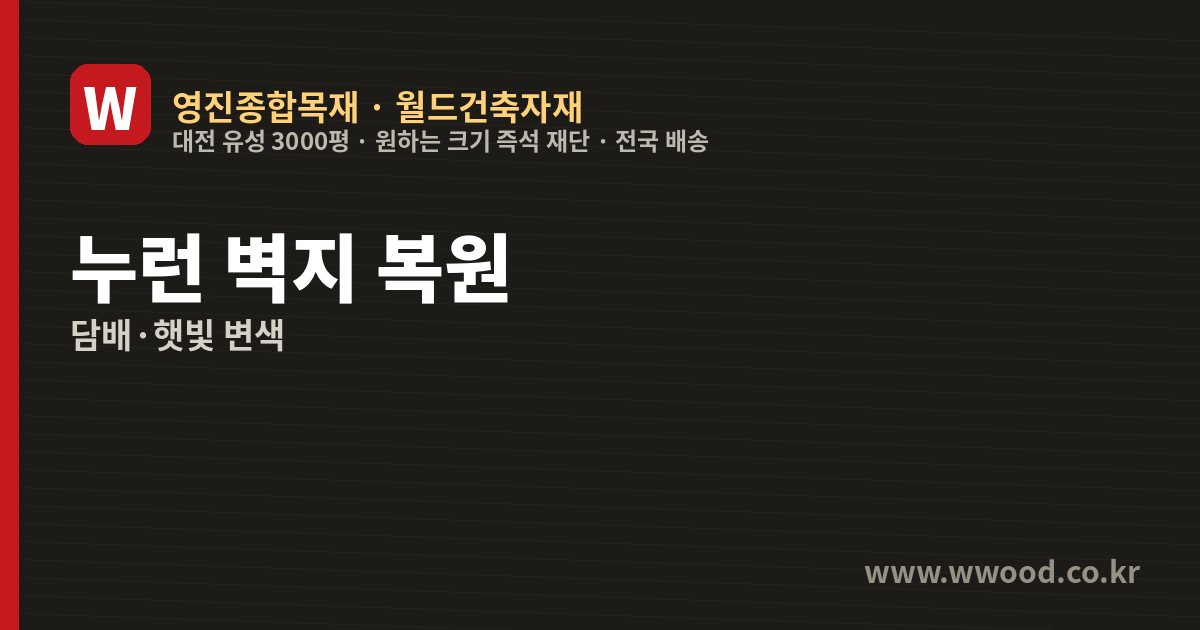 W
영진종합목재 · 월드건축자재
대전 유성 3000평 · 원하는 크기 즉석 재단 · 전국 배송
누런 벽지 복원
담배·햇빛 변색
www.wwood.co.kr